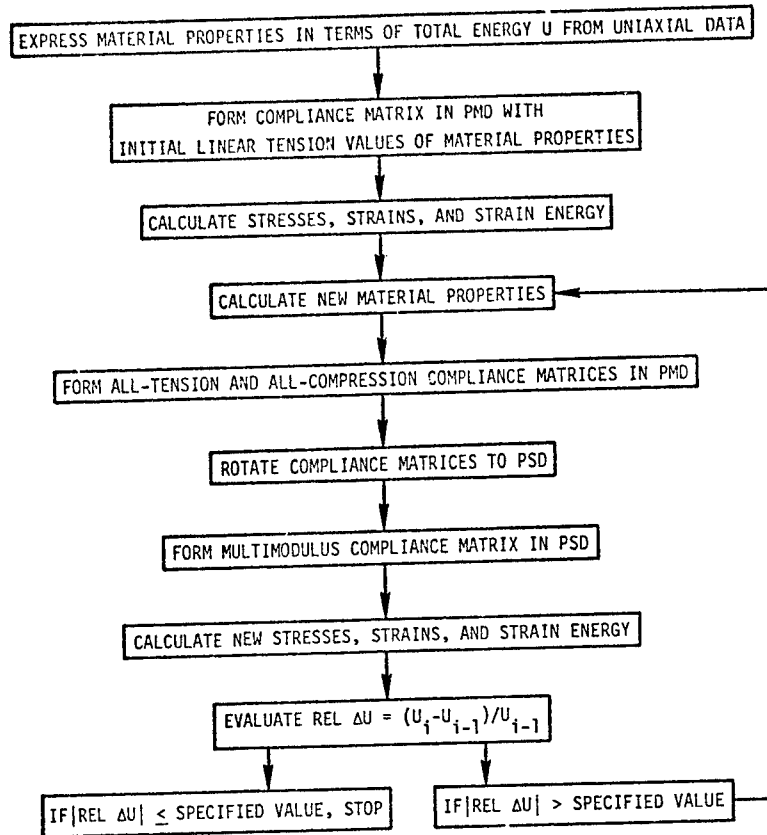 EXPRESS MATERIAL PROPERTIES IN TERMS OF TOTAL ENERGY U FROM UNIAXIAL DATA
FORM COMPLIANCE MATRIX IN PMD WITH
INITIAL LINEAR TENSION VALUES OF MATERIAL PROPERTIES
CALCULATE STRESSES, STRAINS, AND STRAIN ENERGY
CALCULATE NEW MATERIAL PROPERTIES
FORM ALL-TENSION AND ALL-COMPRESSION COMPLIANCE MATRICES IN PMD
ROTATE COMPLIANCE MATRICES TO PSD
FORM MULTIMODULUS COMPLIANCE MATRIX IN PSD
CALCULATE NEW STRESSES, STRAINS, AND STRAIN ENERGY
EVALUATE REL ΔU = (U_i-U_{i-1})/U_{i-1}
IF|REL ΔU| ≤ SPECIFIED VALUE, STOP
IF|REL ΔU| > SPECIFIED VALUE